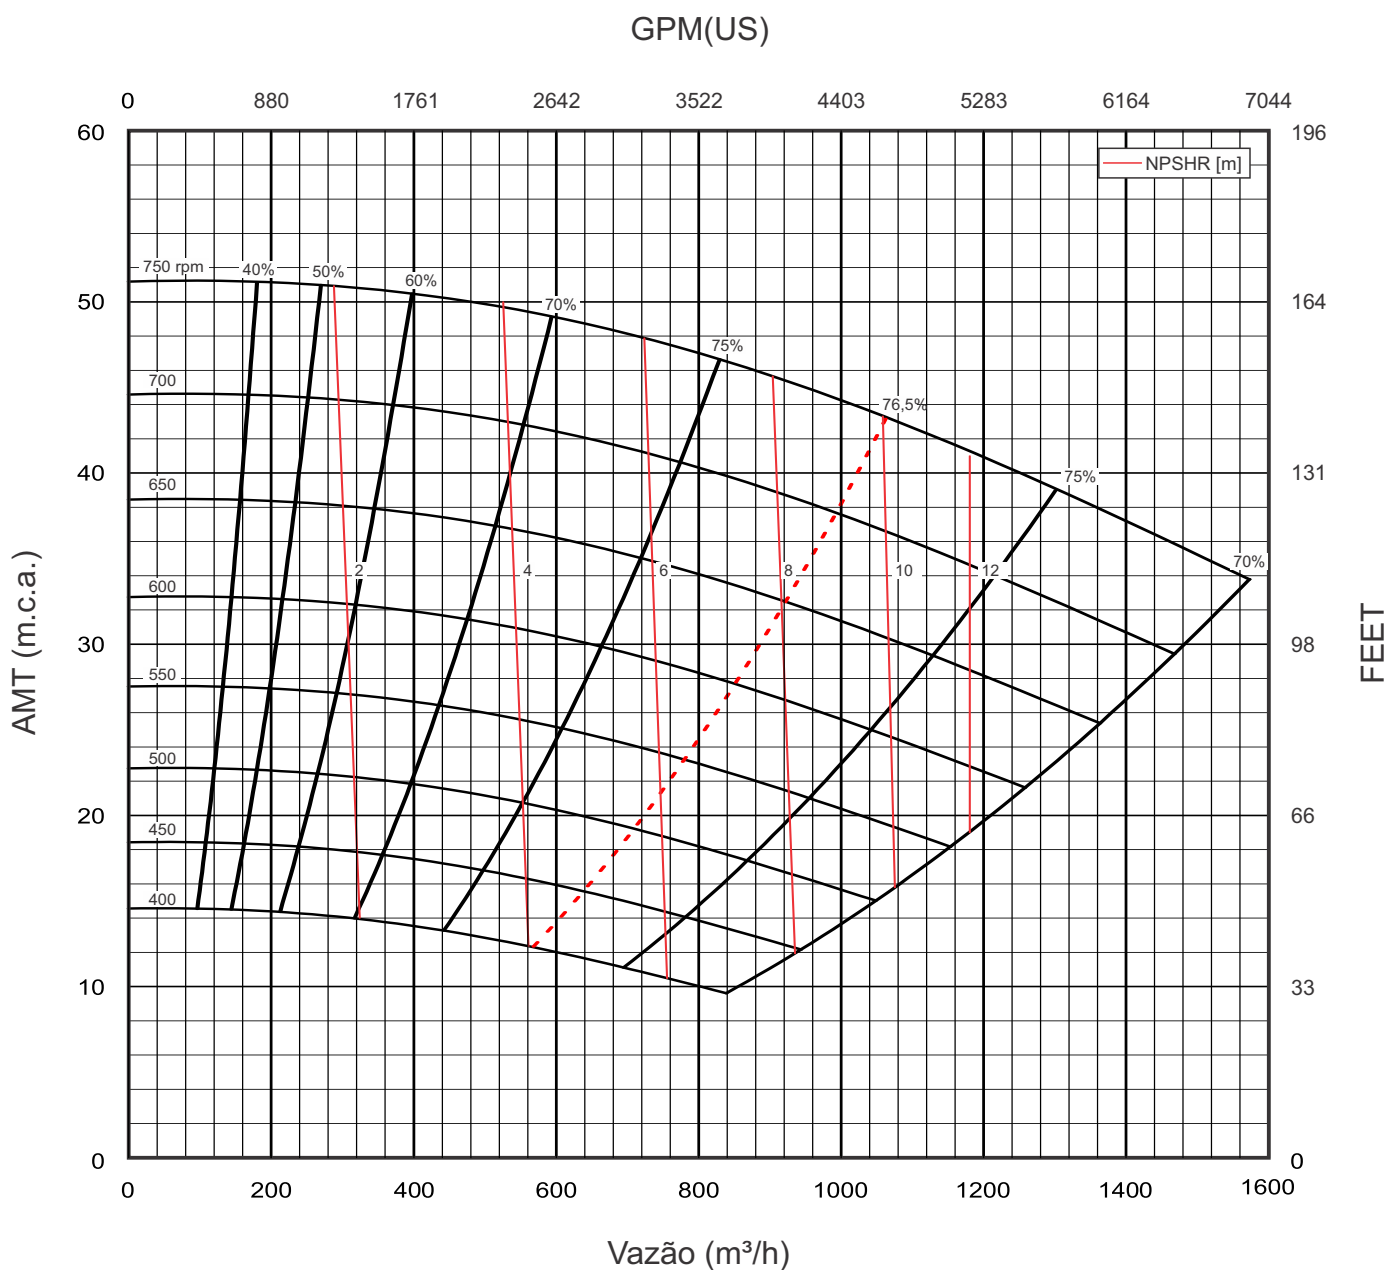 GPM(US)
0 880 1761 2642 3522 4403 5283 6164 7044
60 196
NPSHR [m]
750 rpm 40% 50% 60%
50 70% 164
75%
700
76,5%
40 131
75%
650
2 4 6 8 10 12
70%
600
30 98
550
AMT (m.c.a.)
FEET
500
20 66
450
400
10 33
0 0
0 200 400 600 800 1000 1200 1400 1600
Vazão (m³/h)